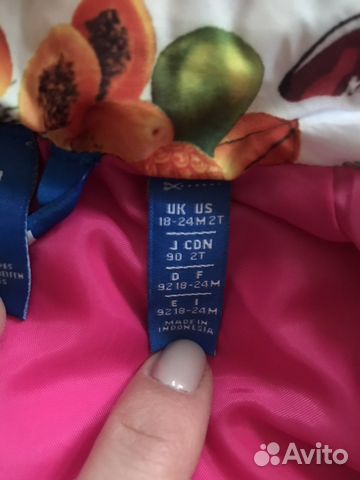 UK US
18-24M 2T
J CDN
90 2T
D F
92 18-24M
E I
92 18-24M
MADE IN
INDONESIA
Avito